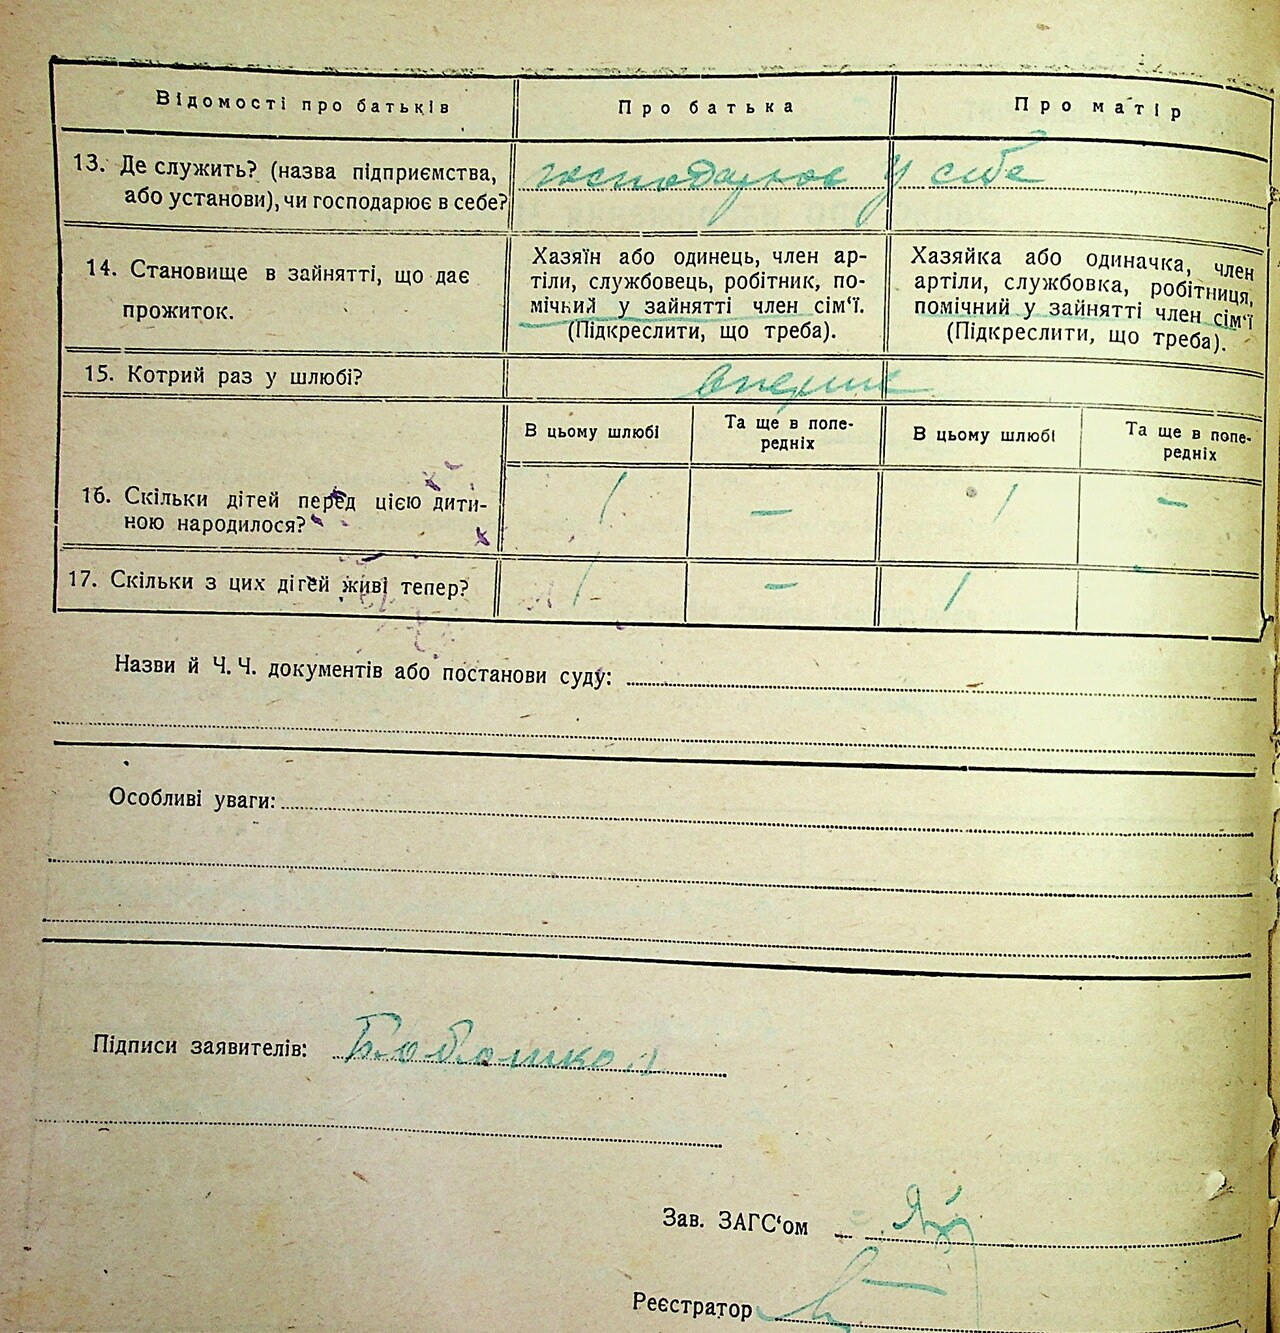 Відомості про батьків
Про батька
Про матір
13. Де служить? (назва підприємства,
або установи), чи господарює в себе?
господарює у себе
14. Становище в зайнятті, що дає
прожиток.
Хазяїн або одинець, член ар-
тіли, службовець, робітник, по-
мічний у зайнятті член сім‘ї.
(Підкреслити, що треба).
Хазяйка або одиначка, член
артіли, службовка, робітниця,
помічний у зайнятті член сім‘ї
(Підкреслити, що треба).
15. Котрий раз у шлюбі?
вперше
В цьому шлюбі
Та ще в попе-
редніх
В цьому шлюбі
Та ще в попе-
редніх
16. Скільки дітей перед цією дити-
ною народилося?
1 — 1 —
17. Скільки з цих дітей живі тепер?
1 — 1 —
Назви й Ч. Ч. документів або постанови суду:
Особливі уваги:
Підписи заявителів:
Зав. ЗАГС‘ом
Реєстратор